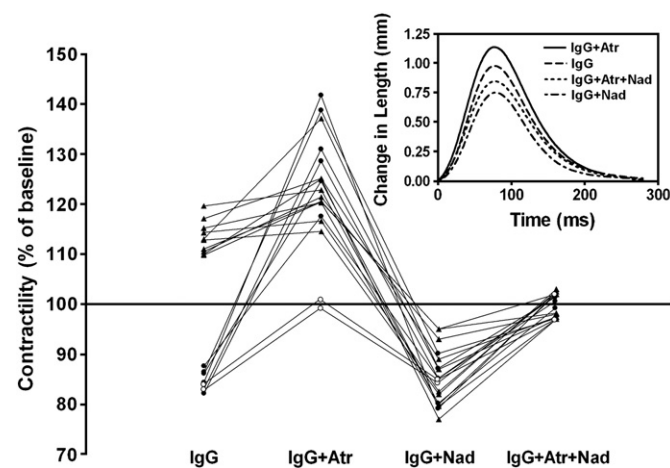 Contractility (% of baseline)
150
140
130
120
110
100
90
80
70
IgG
IgG+Atr
IgG+Nad
IgG+Atr+Nad
Change in Length (mm)
1.25
1.00
0.75
0.50
0.25
0.00
0
100
200
300
Time (ms)
IgG+Atr
IgG
IgG+Atr+Nad
IgG+Nad